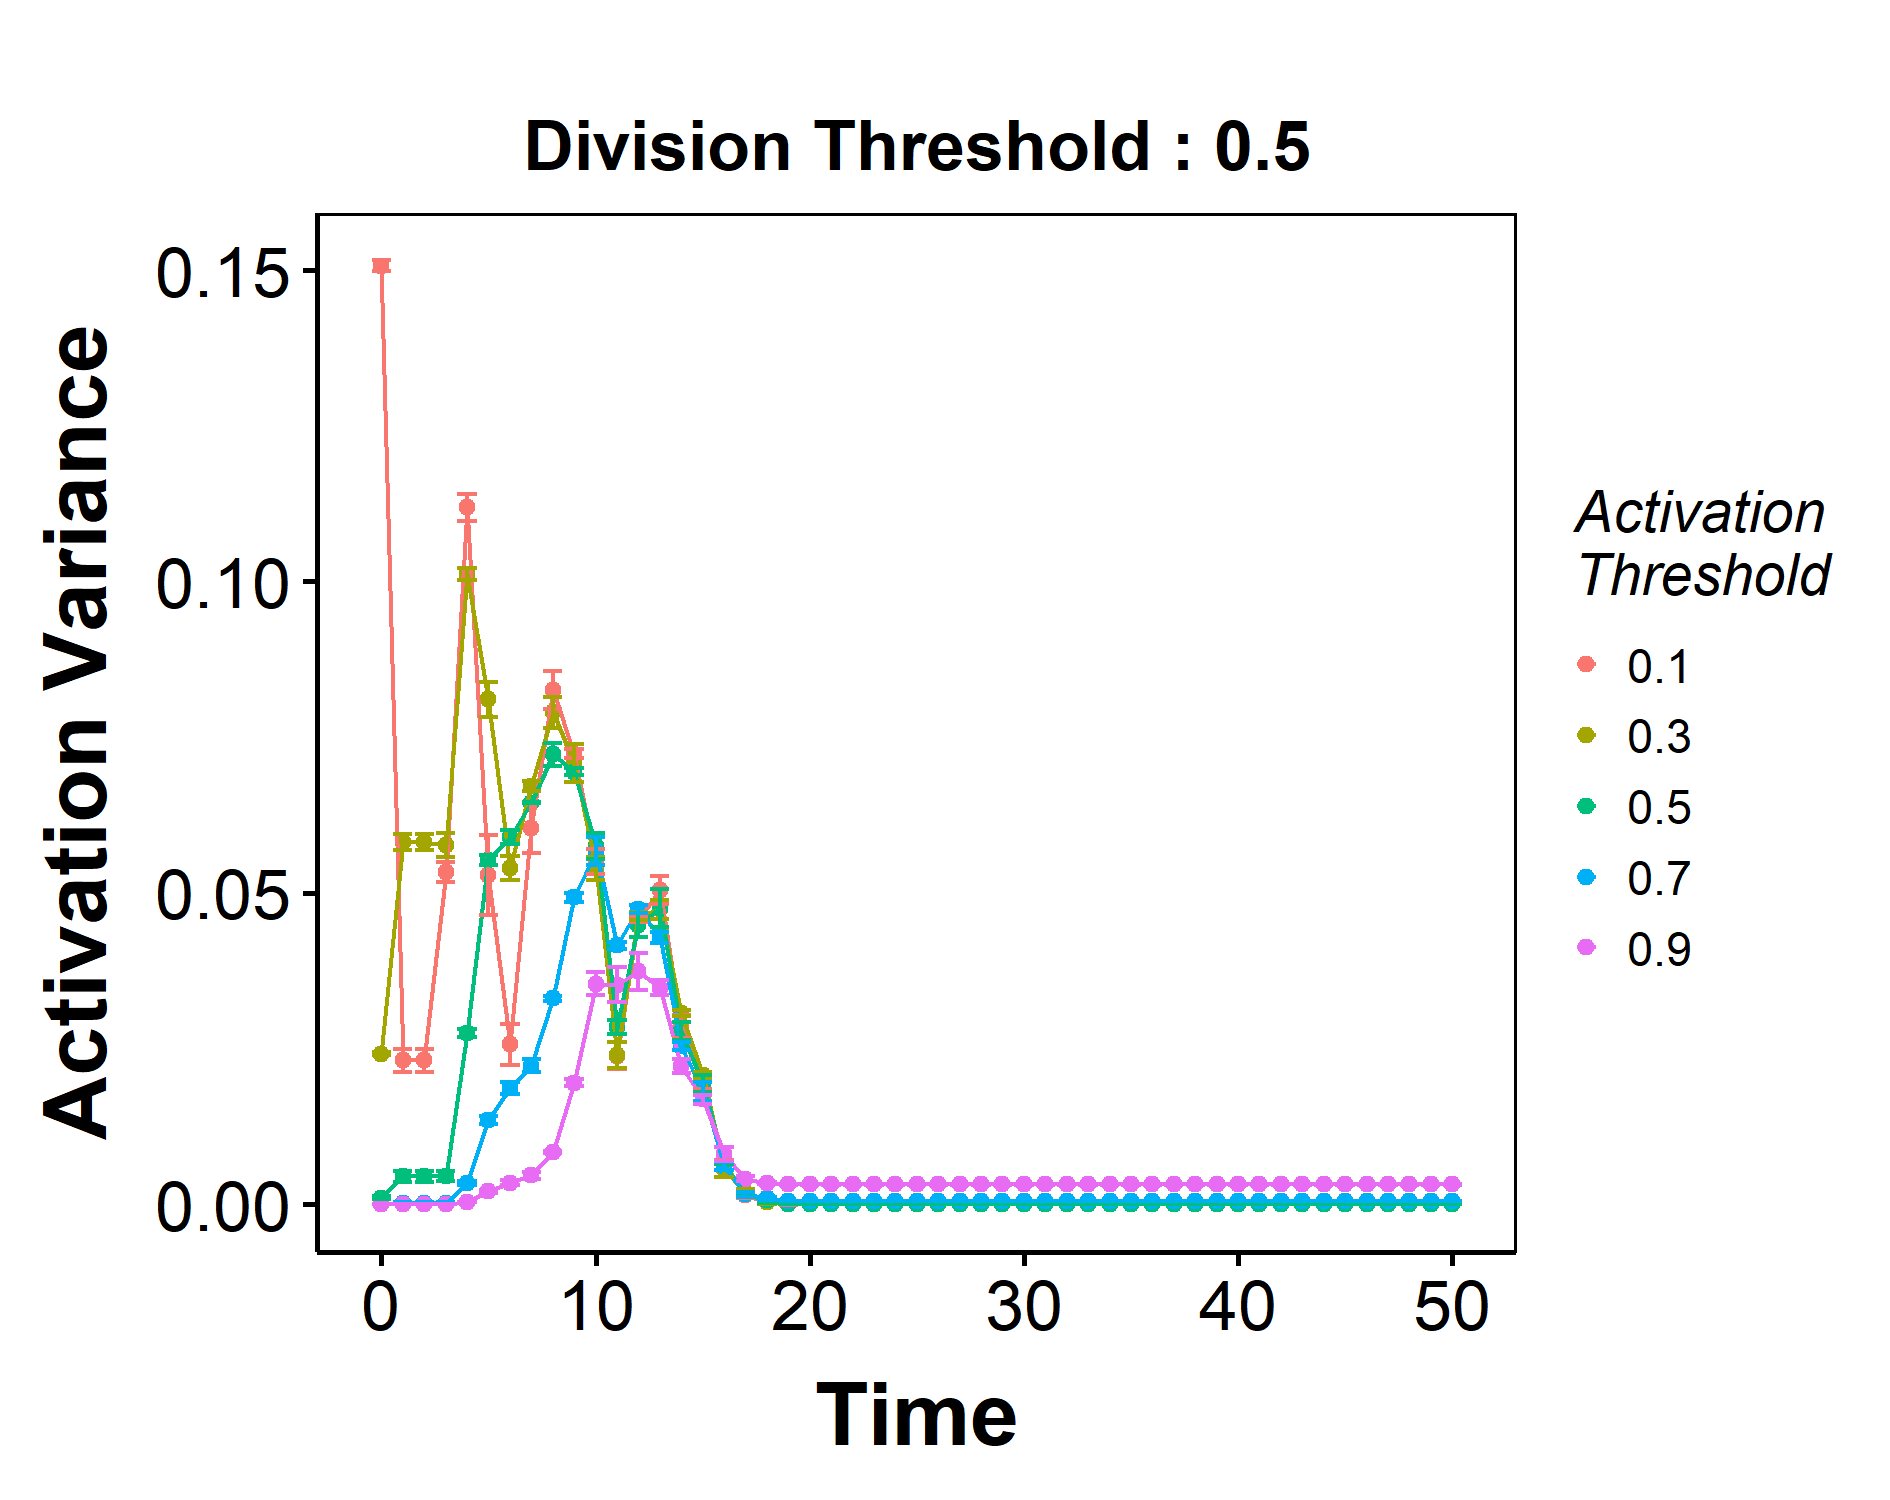 Division Threshold : 0.5
Activation Variance
0.15
0.10
0.05
0.00
0 10 20 30 40 50
Time
Activation
Threshold
0.1
0.3
0.5
0.7
0.9